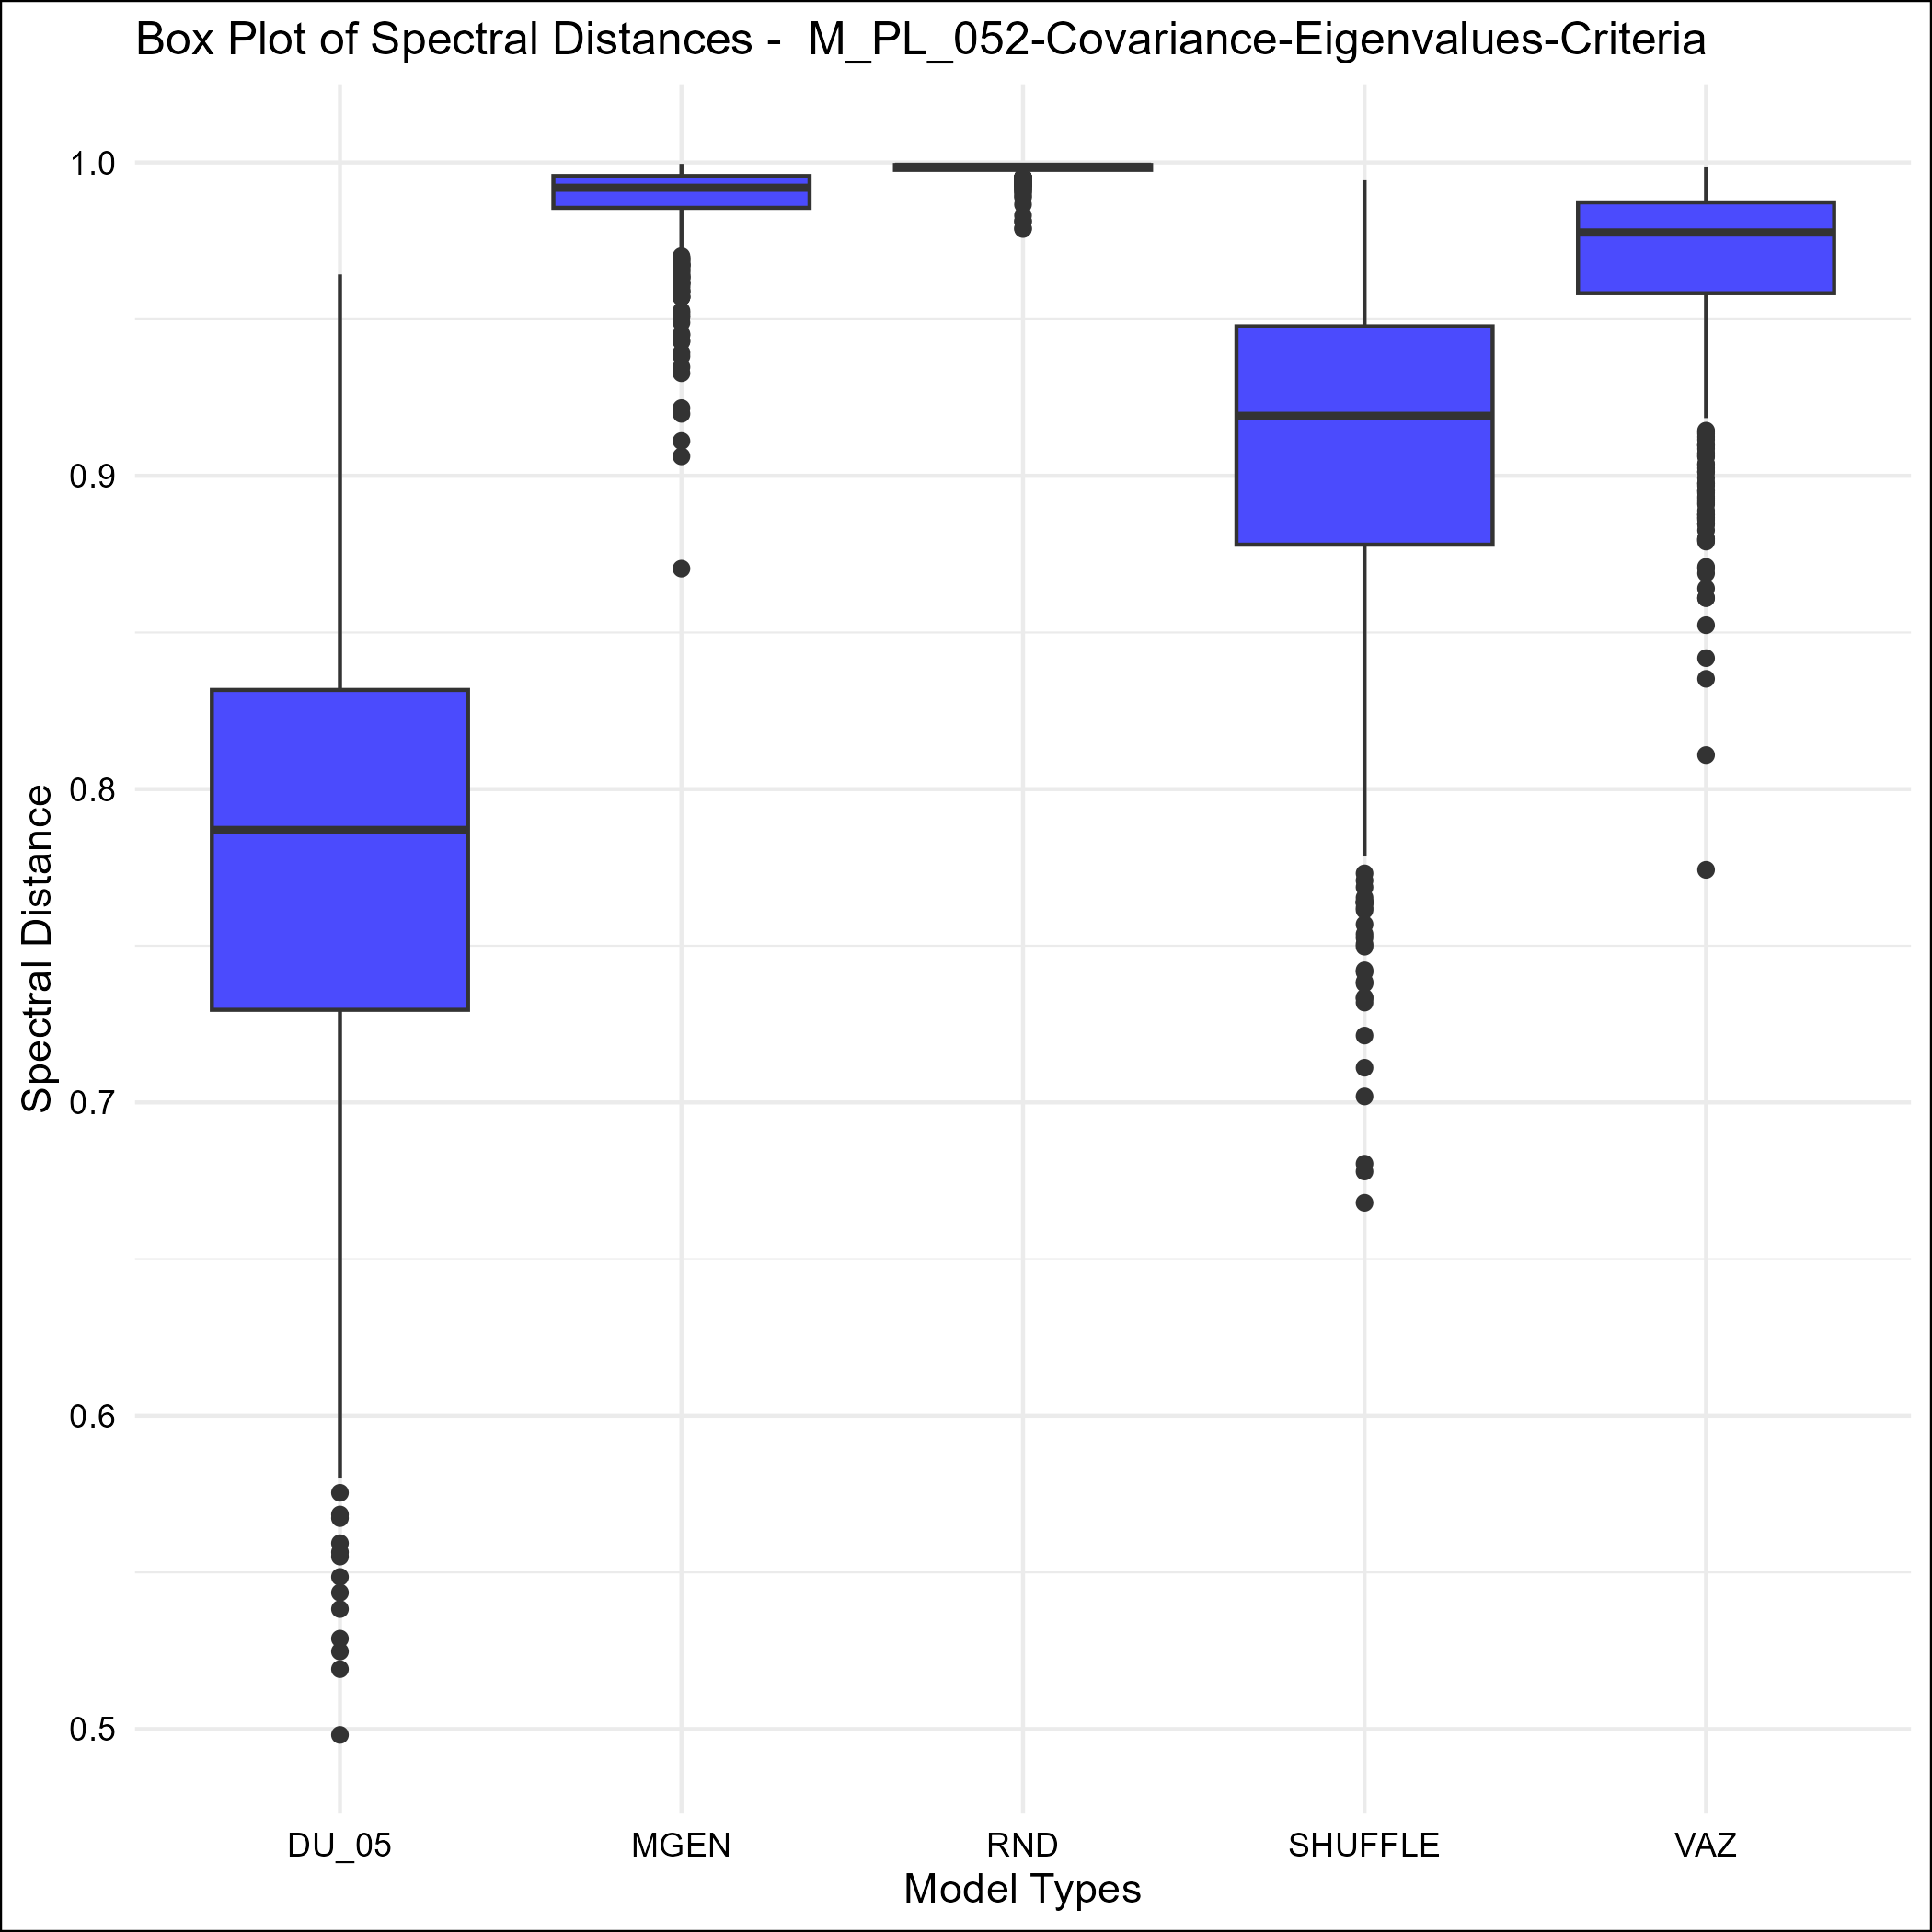 Box Plot of Spectral Distances -  M_PL_052-Covariance-Eigenvalues-Criteria
Spectral Distance
1.0
0.9
0.8
0.7
0.6
0.5
DU_05 MGEN RND SHUFFLE VAZ
Model Types